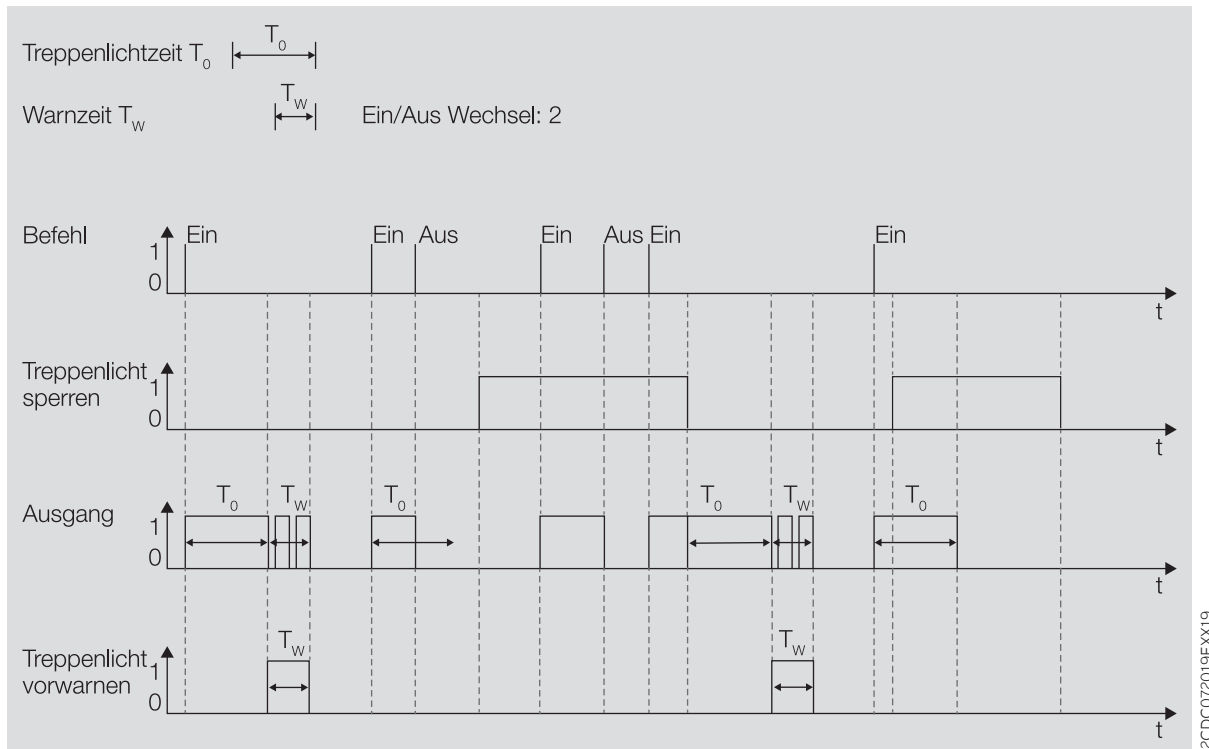 Treppenlichtzeit T0 T0
Warnzeit TW TW Ein/Aus Wechsel: 2
Befehl 1 0 Ein Ein Aus Ein Aus Ein Ein
t
Treppenlicht
sperren 1 0
t
Ausgang 1 0 T0 TW T0 T0 TW T0
t
Treppenlicht
vorwarnen 1 0 TW TW
t
2CDC072019FXX19